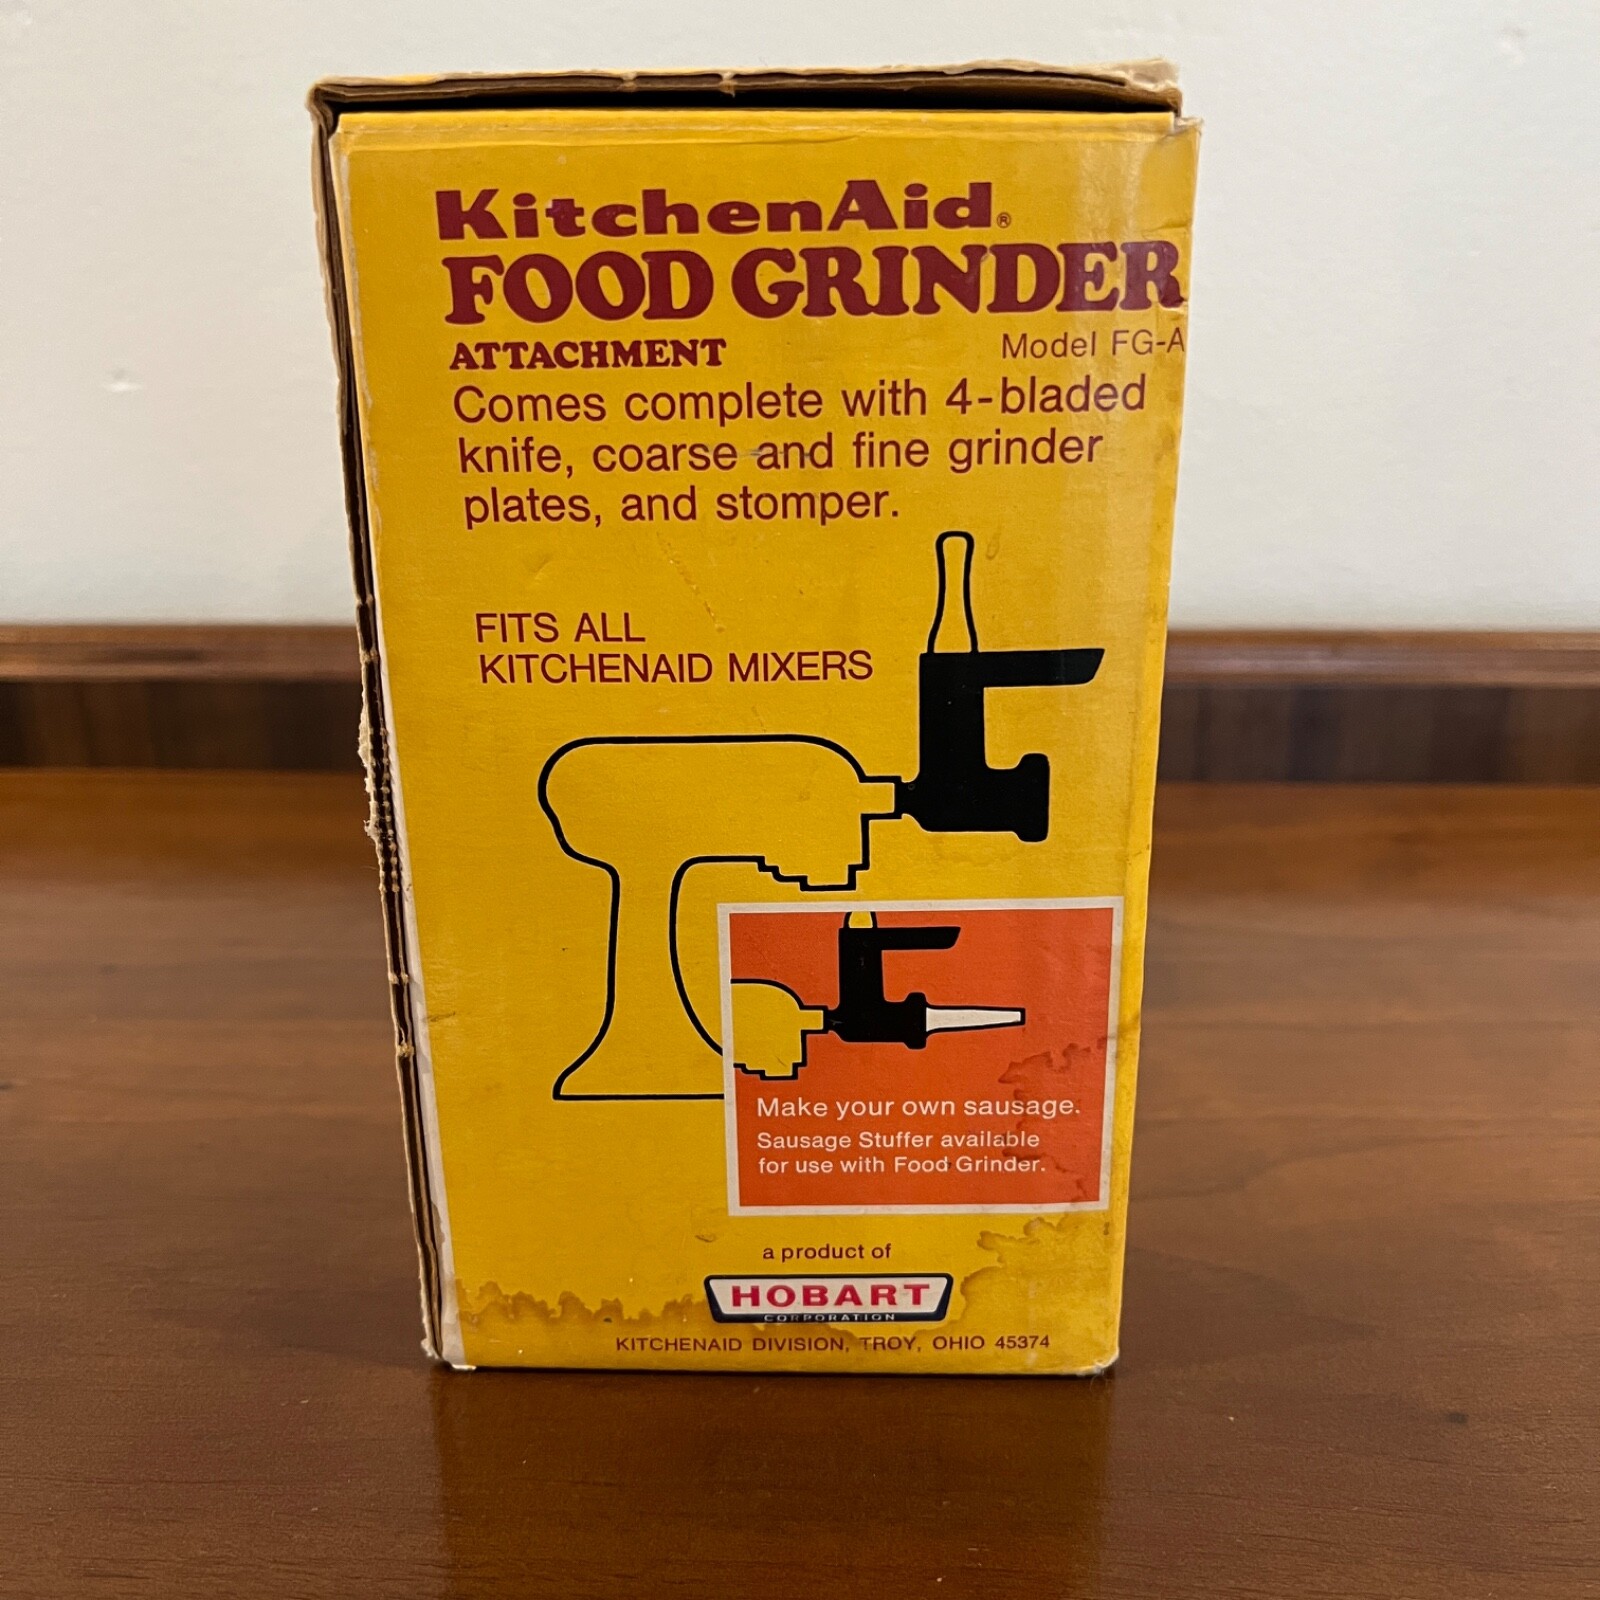 KitchenAid®
FOOD GRINDER
ATTACHMENT
Model FG-A
Comes complete with 4-bladed
knife, coarse and fine grinder
plates, and stomper.
FITS ALL
KITCHENAID MIXERS
Make your own sausage.
Sausage Stuffer available
for use with Food Grinder.
a product of
HOBART
CORPORATION
KITCHENAID DIVISION, TROY, OHIO 45374